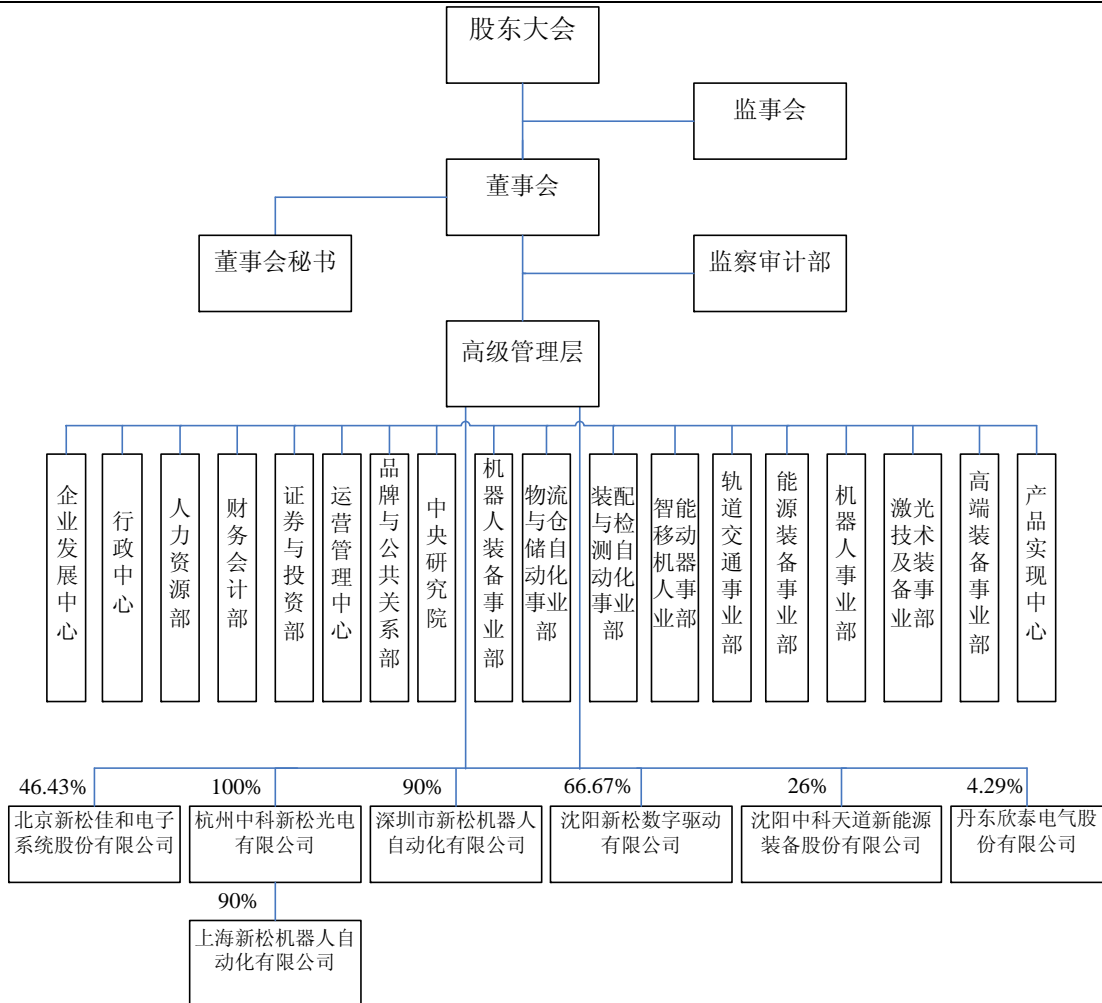 股东大会
监事会
董事会
董事会秘书
监察审计部
高级管理层
企业发展中心
行政中心
人力资源部
财务会计部
证券与投资部
运营管理中心
品牌与公共关系部
中央研究院
机器人装备事业部
物流与仓储自动化事业部
装配与检测自动化事业部
智能移动机器人事业部
轨道交通事业部
能源装备事业部
机器人事业部
激光技术及装备事业部
高端装备事业部
产品实现中心
46.43%
100%
90%
66.67%
26%
4.29%
北京新松佳和电子
系统股份有限公司
杭州中科新松光电
有限公司
深圳市新松机器人
自动化有限公司
沈阳新松数字驱动
有限公司
沈阳中科天道新能源
装备股份有限公司
丹东欣泰电气股
份有限公司
90%
上海新松机器人自
动化有限公司